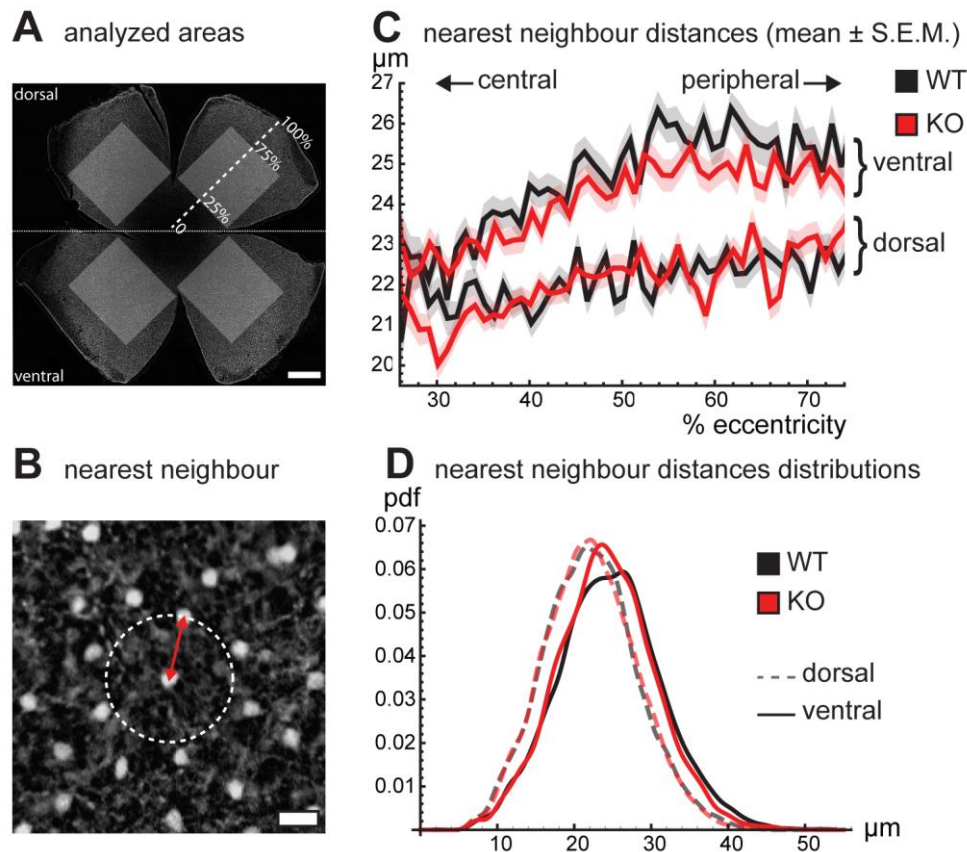 A analyzed areas
dorsal
100%
75%
25%
0
ventral
B nearest neighbour
C nearest neighbour distances (mean ± S.E.M.)
µm
central
peripheral
WT
KO
ventral
dorsal
27
26
25
24
23
22
21
20
30 40 50 60 70
% eccentricity
D nearest neighbour distances distributions
pdf
0.07
0.06
0.05
0.04
0.03
0.02
0.01
WT
KO
dorsal
ventral
10 20 30 40 50
µm